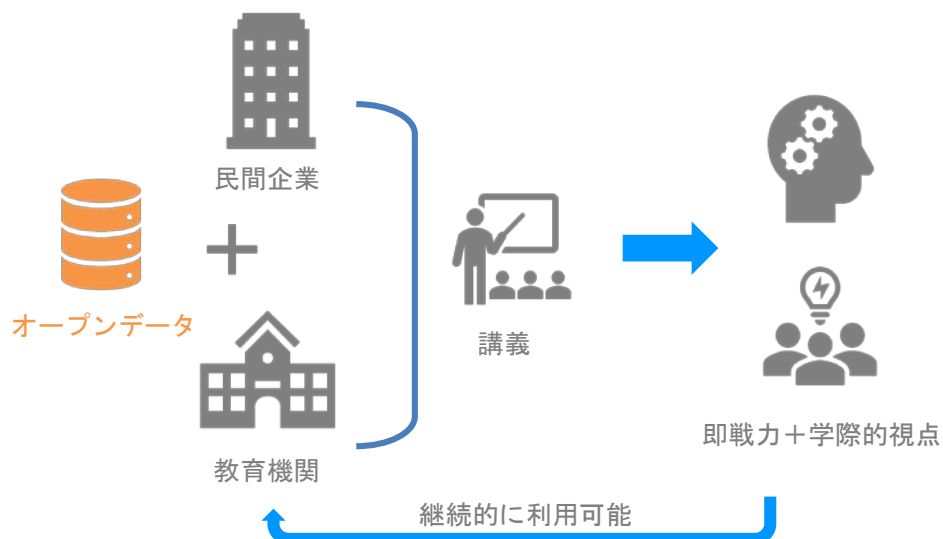 民間企業
オープンデータ
教育機関
講義
即戦力＋学際的視点
継続的に利用可能